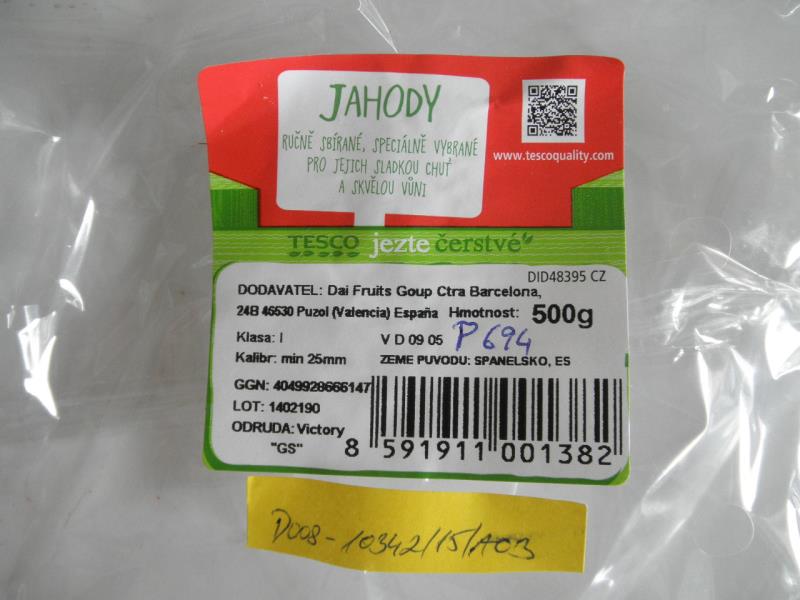 JAHODY
RUČNĚ SBÍRANÉ, SPECIÁLNĚ VYBRANÉ
PRO JEJICH SLADKOU CHUŤ
A SKVĚLOU VŮNI
www.tescoquality.com
TESCO jezte čerstvé
DID48395 CZ
DODAVATEL: Dai Fruits Goup Ctra Barcelona,
24B 46530 Puzol (Valencia) España Hmotnost: 500g
Klasa: I V D 09 05 P694
Kalibr: min 25mm ZEME PUVODU: SPANELSKO, ES
GGN: 4049928666147
LOT: 1402190
ODRUDA: Victory
"GS"
8 591911 001382
D008-10342/15/A03